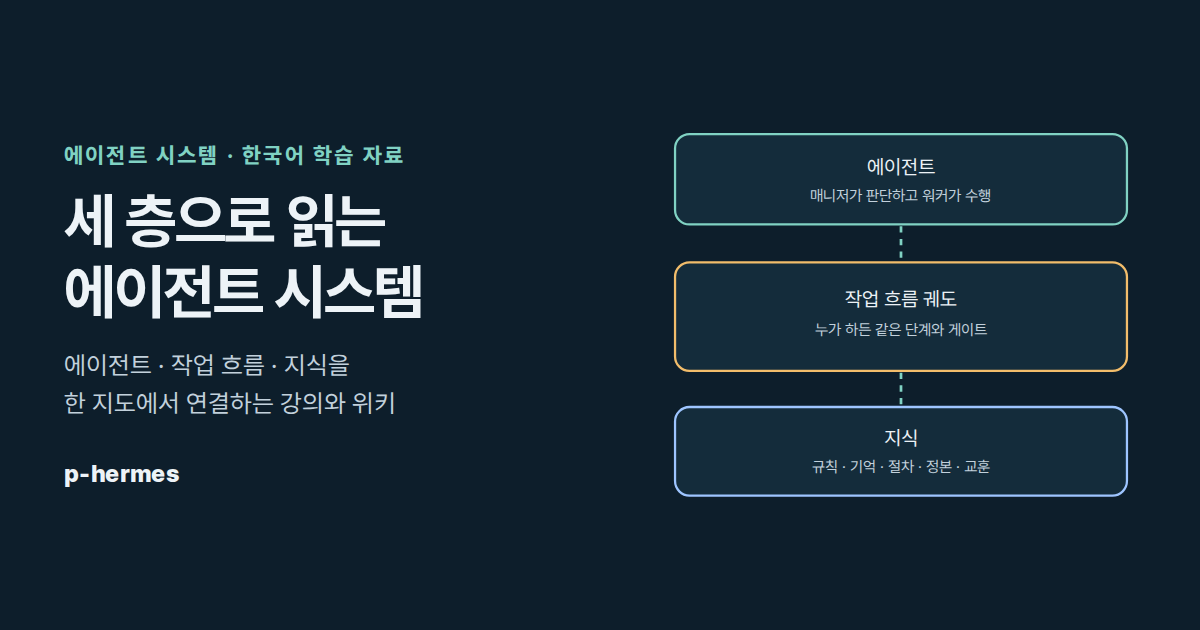 에이전트 시스템 · 한국어 학습 자료
세 층으로 읽는
에이전트 시스템
에이전트 · 작업 흐름 · 지식을
한 지도에서 연결하는 강의와 위키
p-hermes
에이전트
매니저가 판단하고 워커가 수행
작업 흐름 궤도
누가 하든 같은 단계와 게이트
지식
규칙 · 기억 · 절차 · 정본 · 교훈